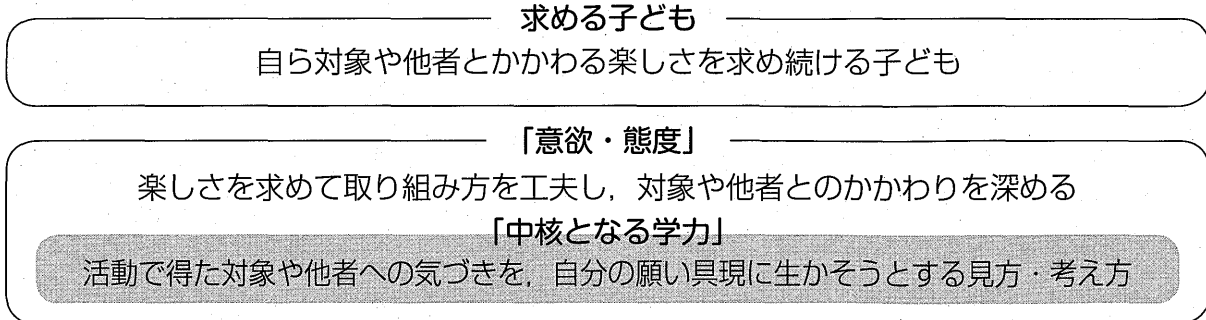 求める子ども
自ら対象や他者とかかわる楽しさを求め続ける子ども
「意欲・態度」
楽しさを求めて取り組み方を工夫し，対象や他者とのかかわりを深める
「中核となる学力」
活動で得た対象や他者への気づきを，自分の願い具現に生かそうとする見方・考え方